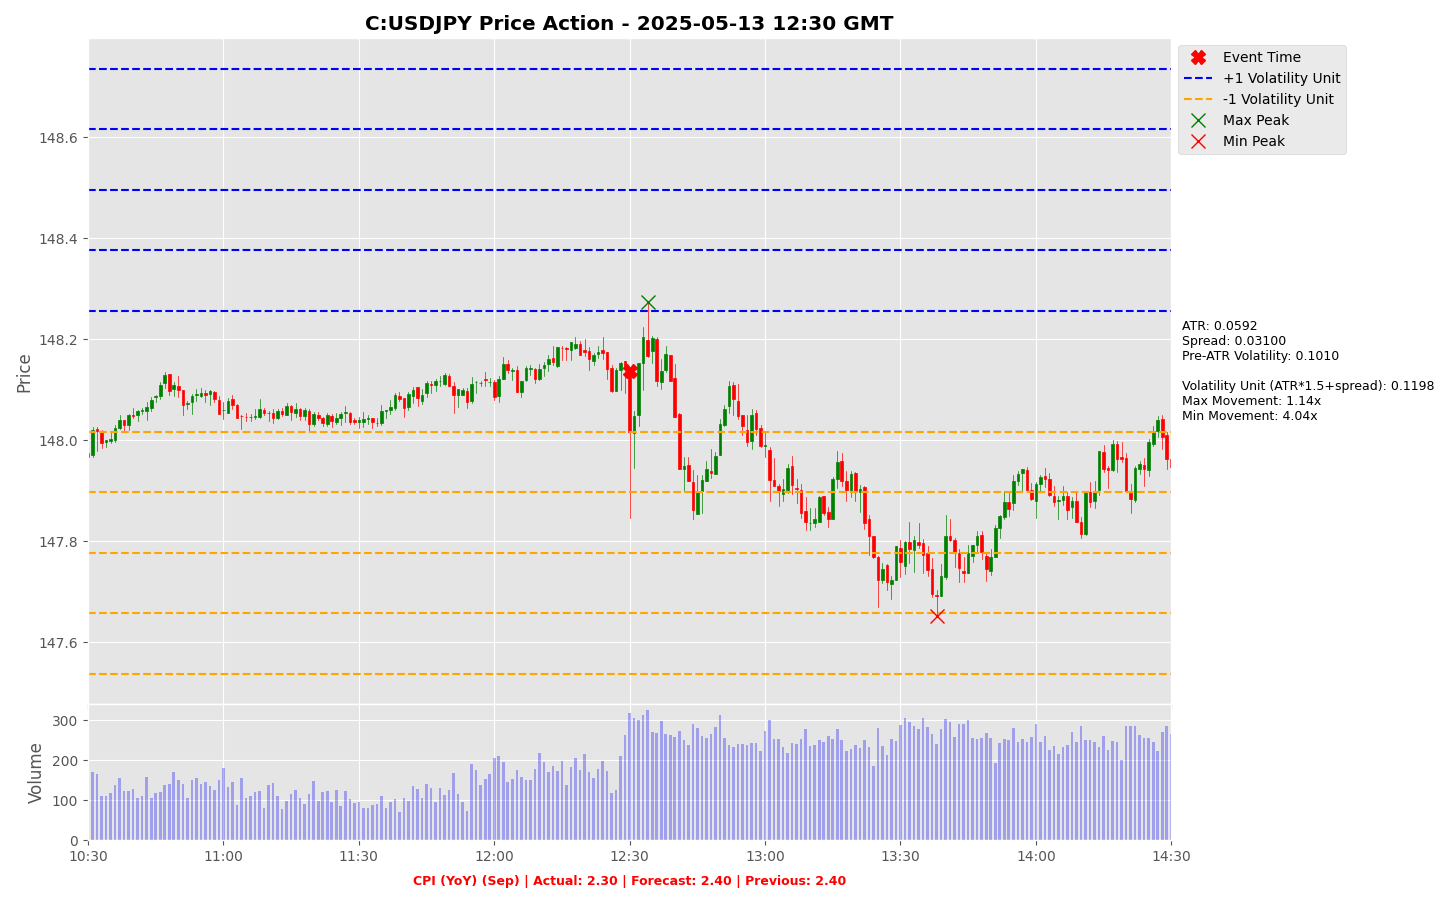 C:USDJPY Price Action - 2025-05-13 12:30 GMT
Event Time
+1 Volatility Unit
-1 Volatility Unit
Max Peak
Min Peak
Price
148.6
148.4
148.2
148.0
147.8
147.6
ATR: 0.0592
Spread: 0.03100
Pre-ATR Volatility: 0.1010
Volatility Unit (ATR*1.5+spread): 0.1198
Max Movement: 1.14x
Min Movement: 4.04x
Volume
300
200
100
0
10:30 11:00 11:30 12:00 12:30 13:00 13:30 14:00 14:30
CPI (YoY) (Sep) | Actual: 2.30 | Forecast: 2.40 | Previous: 2.40